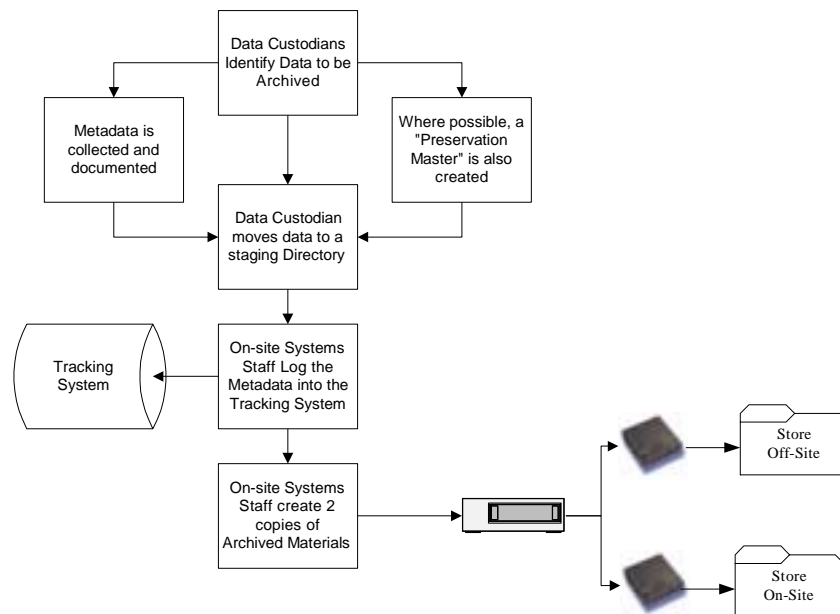 Data Custodians
Identify Data to be
Archived
Metadata is
collected and
documented
Where possible, a
"Preservation
Master" is also
created
Data Custodian
moves data to a
staging Directory
Tracking
System
On-site Systems
Staff Log the
Metadata into the
Tracking System
Store
Off-Site
On-site Systems
Staff create 2
copies of
Archived Materials
Store
On-Site